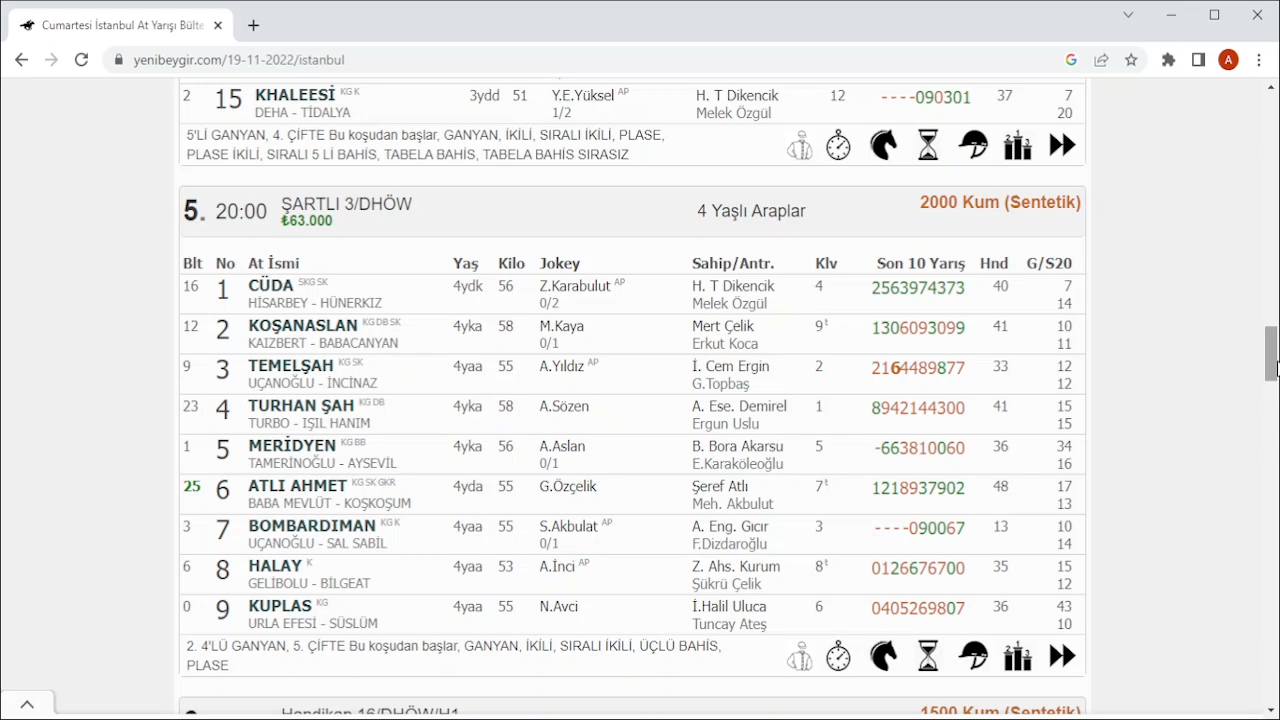 Cumartesi İstanbul At Yarışı Bülte
yenibeygir.com/19-11-2022/istanbul
A
2 15 KHALEESİ KG K 3ydd 51 Y.E.Yüksel AP H. T Dikencik 12 ----090301 37 7
DEHA - TİDALYA 1/2 Melek Özgül 20
5'Lİ GANYAN, 4. ÇİFTE Bu koşudan başlar, GANYAN, İKİLİ, SIRALI İKİLİ, PLASE,
PLASE İKİLİ, SIRALI 5 Lİ BAHİS, TABELA BAHİS, TABELA BAHİS SIRASIZ
5. 20:00 ŞARTLI 3/DHÖW 4 Yaşlı Araplar 2000 Kum (Sentetik)
₺63.000
Blt No At İsmi Yaş Kilo Jokey Sahip/Antr. Klv Son 10 Yarış Hnd G/S20
16 1 CÜDA SKG SK 4ydk 56 Z.Karabulut AP H. T Dikencik 4 2563974373 40 7
HİSARBEY - HÜNERKIZ 0/2 Melek Özgül 14
12 2 KOŞANASLAN KG DB SK 4yka 58 M.Kaya Mert Çelik 9t 1306093099 41 10
KAIZBERT - BABACANYAN 0/1 Erkut Koca 11
9 3 TEMELŞAH KG SK 4yaa 55 A.Yıldız AP İ. Cem Ergin 2 2164489877 33 12
UÇANOĞLU - İNCİNAZ G.Topbaş 12
23 4 TURHAN ŞAH KG DB 4yka 58 A.Sözen A. Ese. Demirel 1 8942144300 41 15
TURBO - IŞIL HANIM Ergun Uslu 15
1 5 MERİDYEN KG BB 4yka 56 A.Aslan B. Bora Akarsu 5 -663810060 36 34
TAMERİNOĞLU - AYSEVİL 0/1 E.Karaköleoğlu 16
25 6 ATLI AHMET KG SK GKR 4yda 55 G.Özçelik Şeref Atlı 7t 1218937902 48 17
BABA MEVLÜT - KOŞKOŞUM Meh. Akbulut 13
3 7 BOMBARDIMAN KG K 4yaa 55 S.Akbulat AP A. Eng. Gıcır 3 ----090067 13 10
UÇANOĞLU - SAL SABİL 0/1 F.Dizdaroğlu 14
6 8 HALAY K 4yaa 53 A.İnci AP Z. Ahs. Kurum 8t 0126676700 35 15
GELİBOLU - BİLGEAT Şükrü Çelik 12
0 9 KUPLAS KG 4yaa 55 N.Avci İ.Halil Uluca 6 0405269807 36 43
URLA EFESİ - SÜSLÜM Tuncay Ateş 10
2. 4'LÜ GANYAN, 5. ÇİFTE Bu koşudan başlar, GANYAN, İKİLİ, SIRALI İKİLİ, ÜÇLÜ BAHİS,
PLASE
Handikap 16/DHÖW/H1 1500 Kum (Sentetik)